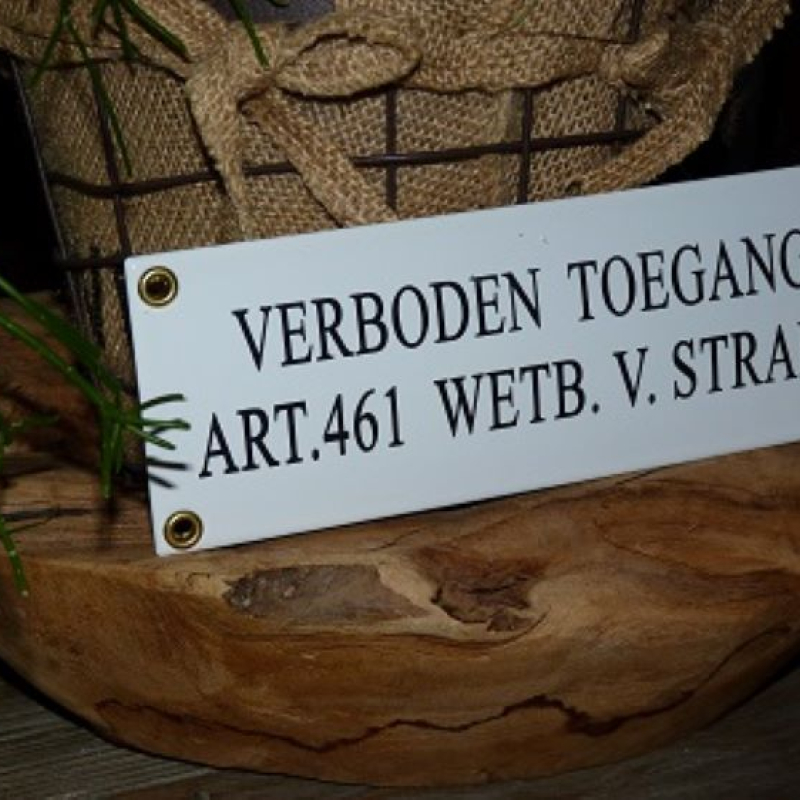 VERBODEN TOEGANG
ART.461 WETB. V. STRA